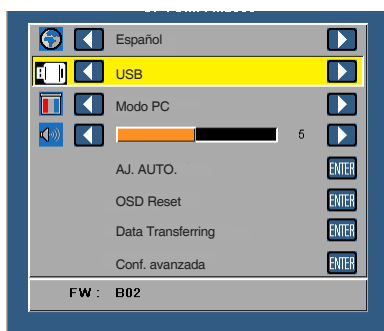 Español
USB
Modo PC
5
AJ. AUTO.
ENTER
OSD Reset
ENTER
Data Transferring
ENTER
Conf. avanzada
ENTER
FW : B02